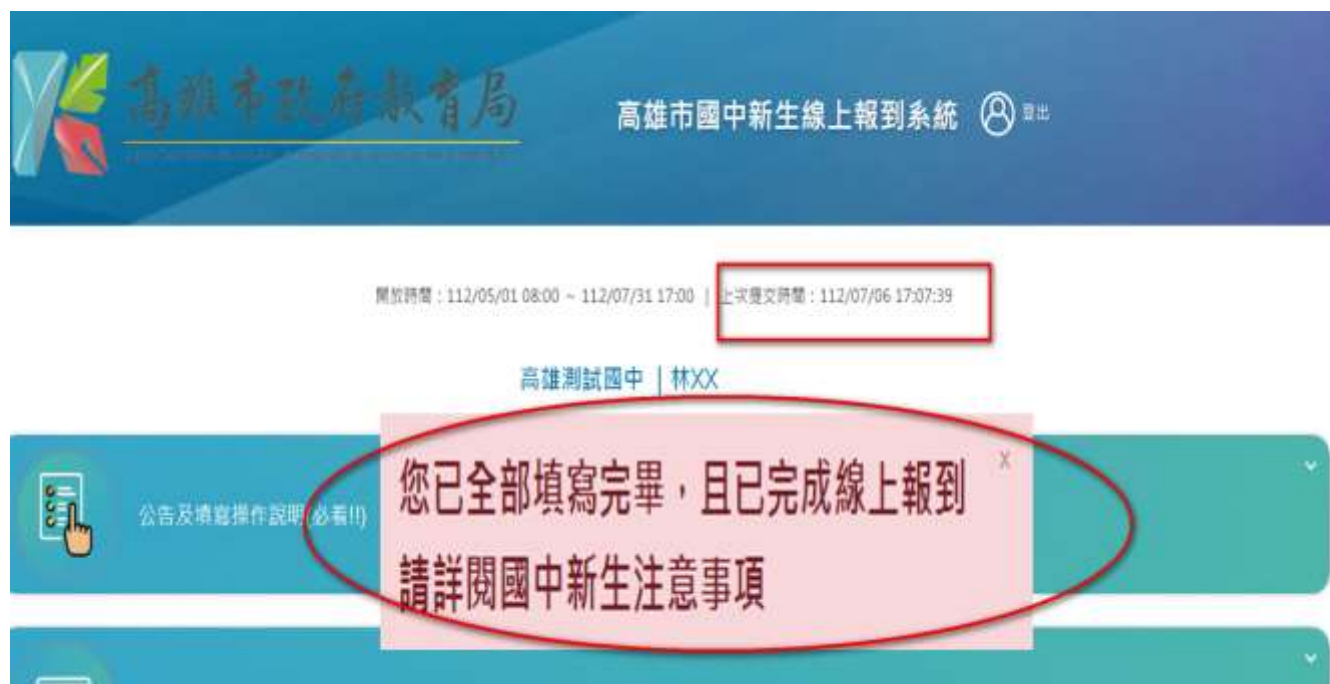 高雄市政府教育局
高雄市國中新生線上報到系統 登出
開放時間：112/05/01 08:00 ~ 112/07/31 17:00 | 上次提交時間：112/07/06 17:07:39
高雄測試國中 | 林XX
您已全部填寫完畢，且已完成線上報到 X
公告及填寫操作說明(必看!!)
請詳閱國中新生注意事項